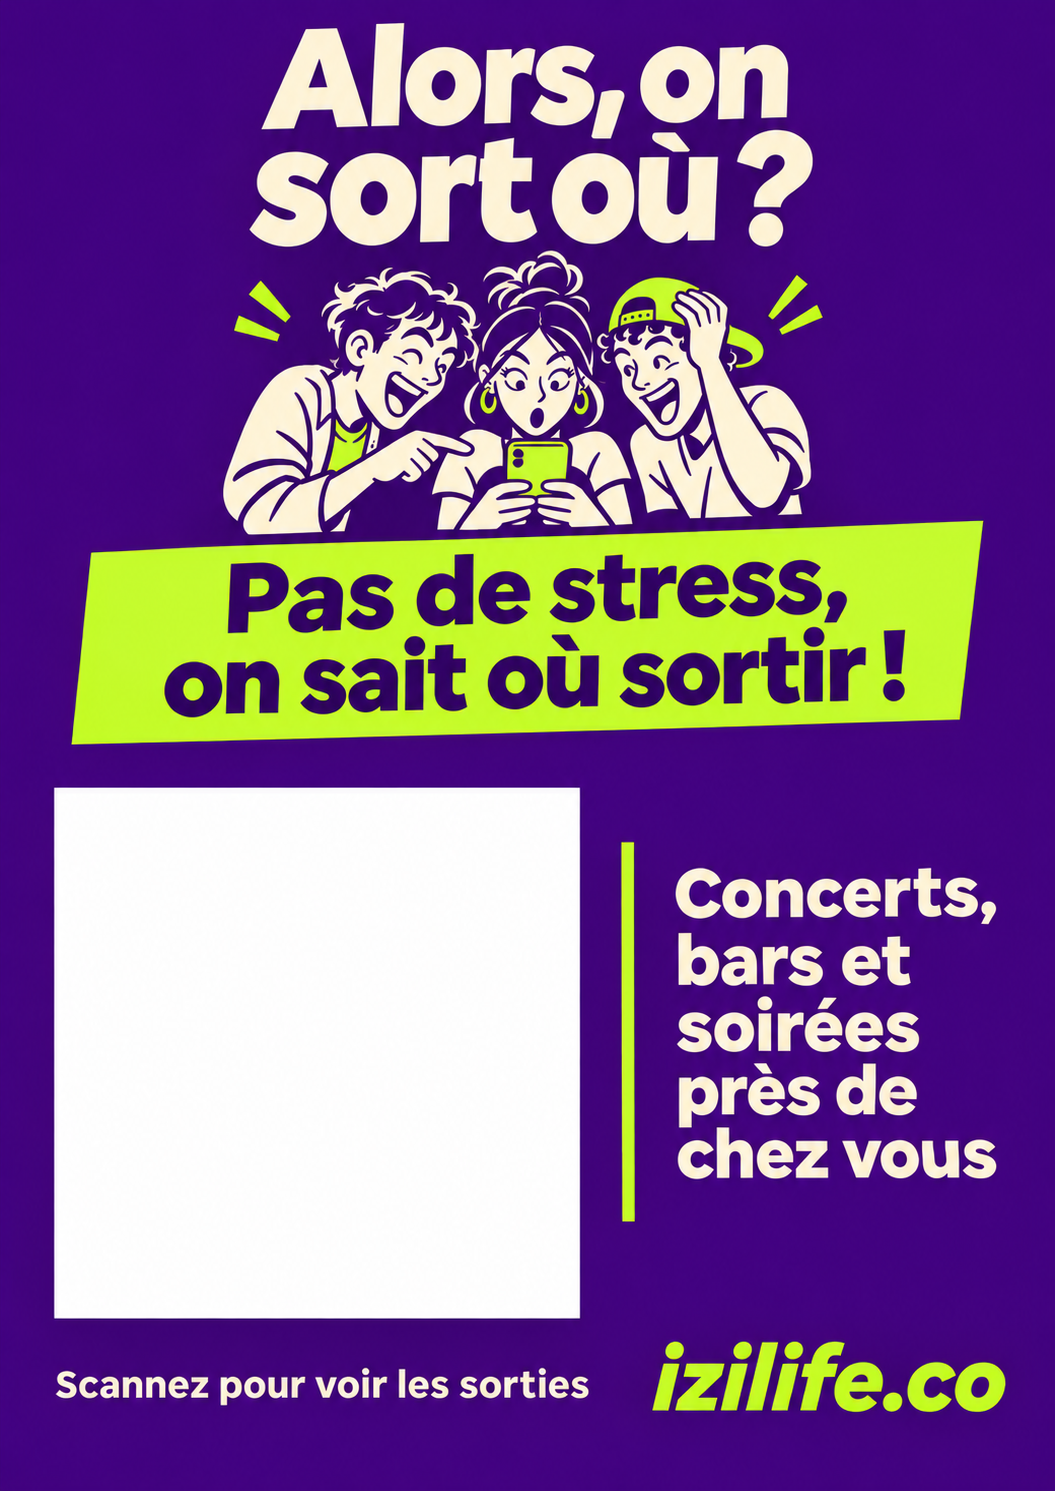 Alors, on
sort où ?
Pas de stress,
on sait où sortir !
Concerts,
bars et
soirées
près de
chez vous
Scannez pour voir les sorties
izilife.co